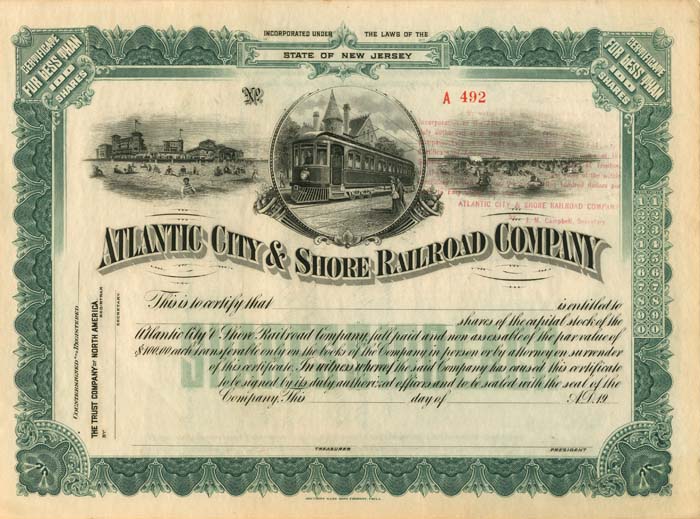 INCORPORATED UNDER THE LAWS OF THE
STATE OF NEW JERSEY
CERTIFICATE
FOR LESS THAN
100
SHARES
CERTIFICATE
FOR LESS THAN
100
SHARES
No.
A 492
ATLANTIC CITY & SHORE RAILROAD COMPANY
J. N. Campbell, Secretary
ATLANTIC CITY & SHORE RAILROAD COMPANY
This is to certify that is entitled to
shares of the capital stock of the
Atlantic City & Shore Railroad Company, full paid and non assessable of the par value of
$100.00 each transferable only on the books of the Company in person or by attorney on surrender
of this certificate. In witness whereof the said Company has caused this certificate
to be signed by its duly authorized officers and to be sealed with the seal of the
Company. This day of A.D. 19
TREASURER
PRESIDENT
COUNTERSIGNED AND REGISTERED
THE TRUST COMPANY OF NORTH AMERICA
REGISTRAR
BY
SECRETARY